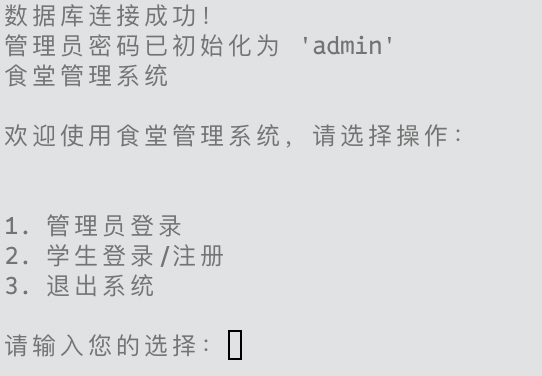 数据库连接成功!
管理员密码已初始化为 'admin'
食堂管理系统
欢迎使用食堂管理系统, 请选择操作:
1. 管理员登录
2. 学生登录/注册
3. 退出系统
请输入您的选择: